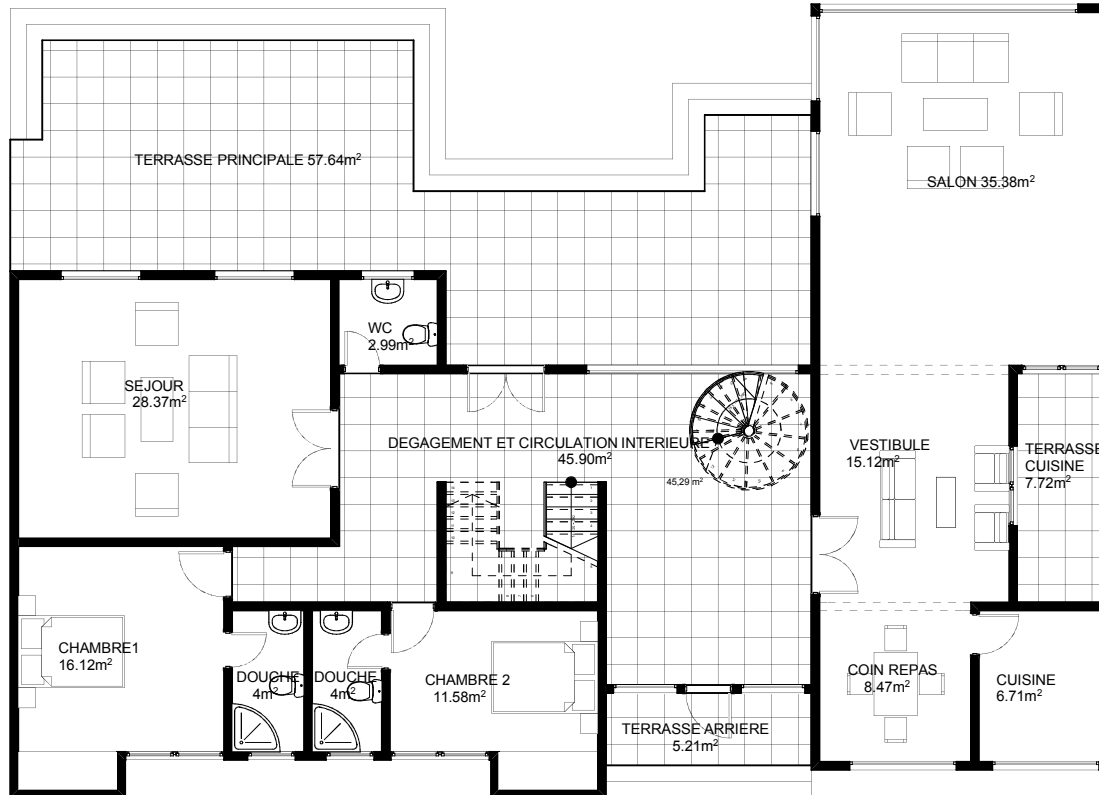 TERRASSE PRINCIPALE 57.64m²
SALON 35.38m²
WC
2.99m²
SEJOUR
28.37m²
DEGAGEMENT ET CIRCULATION INTERIEURE
45.90m²
45,29 m²
VESTIBULE
15.12m²
TERRASSE
CUISINE
7.72m²
CHAMBRE1
16.12m²
DOUCHE
4m²
DOUCHE
4m²
CHAMBRE 2
11.58m²
COIN REPAS
8.47m²
CUISINE
6.71m²
TERRASSE ARRIERE
5.21m²